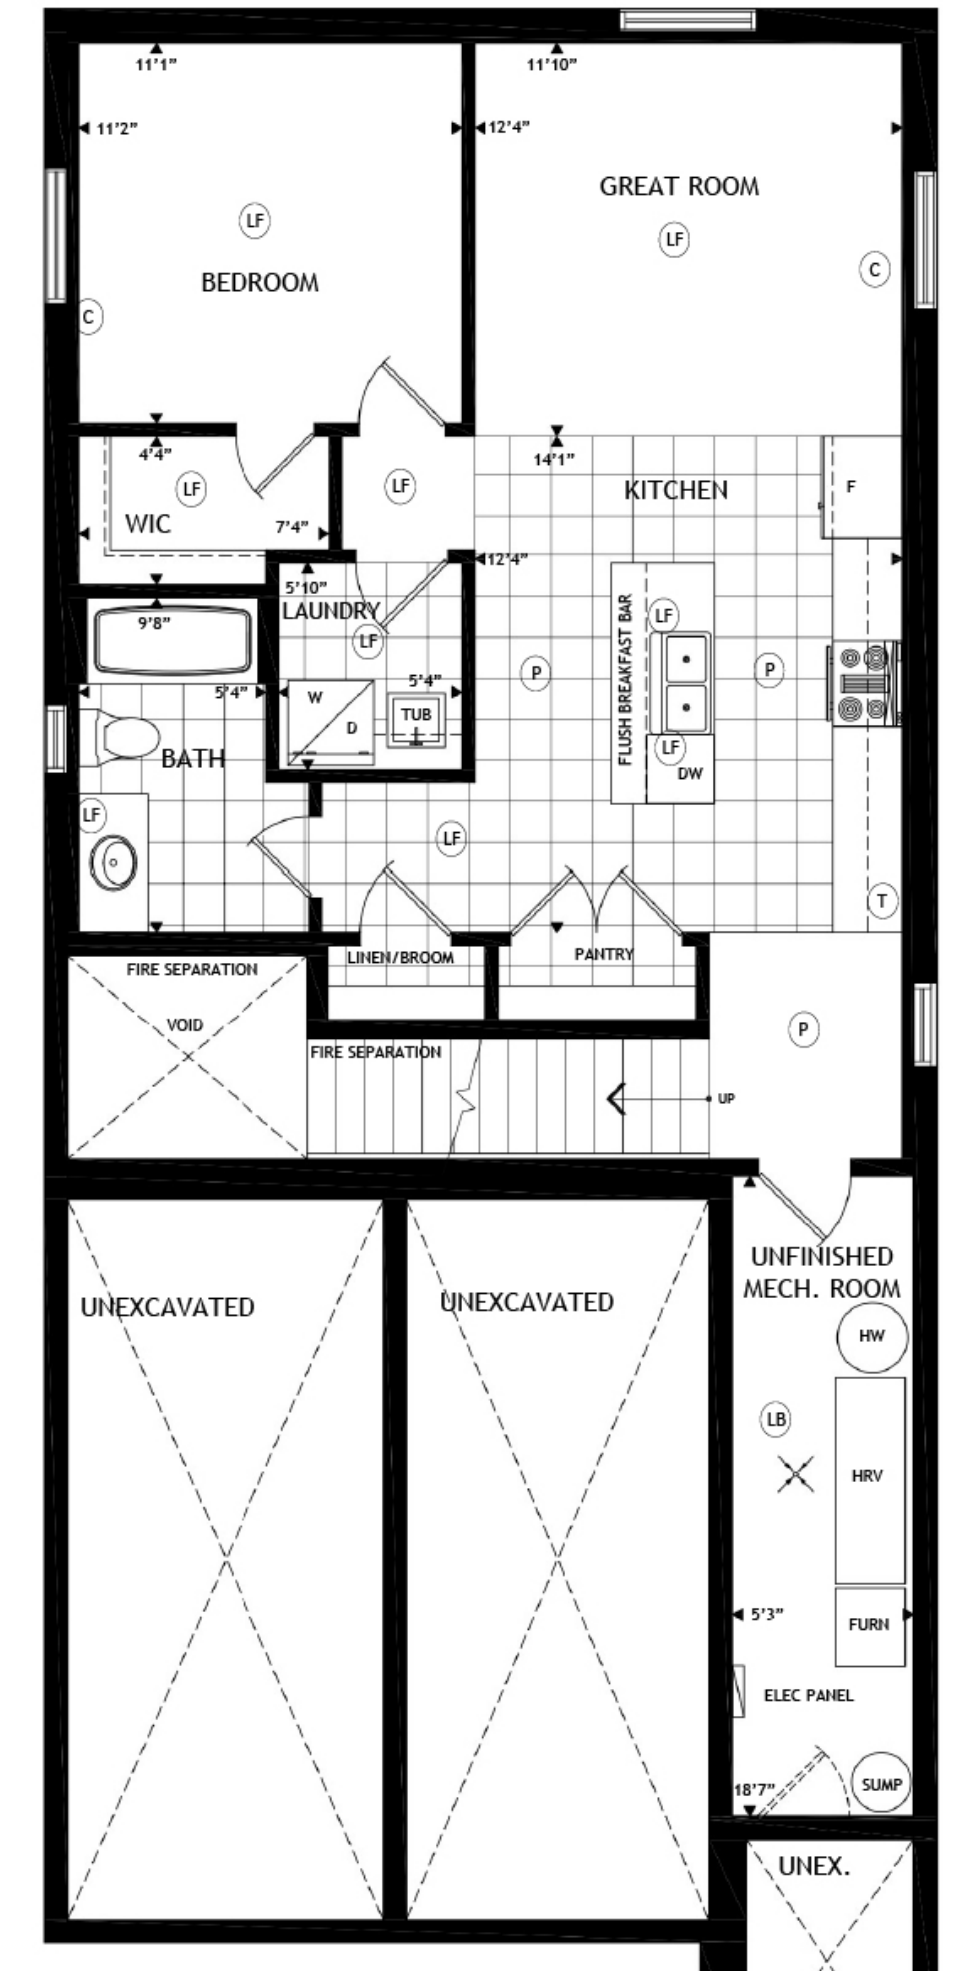 11'1"
11'10"
11'2"
12'4"
GREAT ROOM
LF
LF
BEDROOM
C
C
4'4"
14'1"
LF
LF
KITCHEN
F
WIC
7'4"
12'4"
5'10"
LAUNDRY
9'8"
LF
LF
FLUSH BREAKFAST BAR
P
P
5'4"
5'4"
W
D
TUB
BATH
LF
DW
LF
LF
T
LINEN/BROOM
PANTRY
FIRE SEPARATION
VOID
P
FIRE SEPARATION
UP
UNFINISHED
MECH. ROOM
UNEXCAVATED
UNEXCAVATED
HW
LB
HRV
5'3"
FURN
ELEC PANEL
18'7"
SUMP
UNEX.